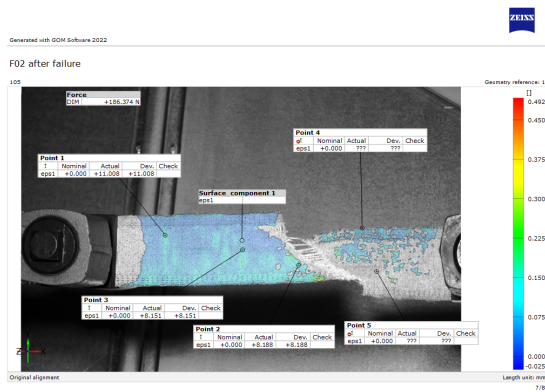 ZEISS
Generated with GOM Software 2022
F02 after failure
105
Geometry reference: 1
Force
DIM +186.374 N
[]
0.492
0.450
0.375
0.300
0.225
0.150
0.075
0.000
-0.025
Point 4
Nominal Actual Dev. Check
eps1 +0.000 ??? ???
Point 1
Nominal Actual Dev. Check
eps1 +0.000 +11.008 +11.008
Surface component 1
eps1
Point 3
Nominal Actual Dev. Check
eps1 +0.000 +8.151 +8.151
Point 2
Nominal Actual Dev. Check
eps1 +0.000 +8.188 +8.188
Point 5
Nominal Actual Dev. Check
eps1 +0.000 ??? ???
Z X
Original alignment
Length unit: mm
7/8